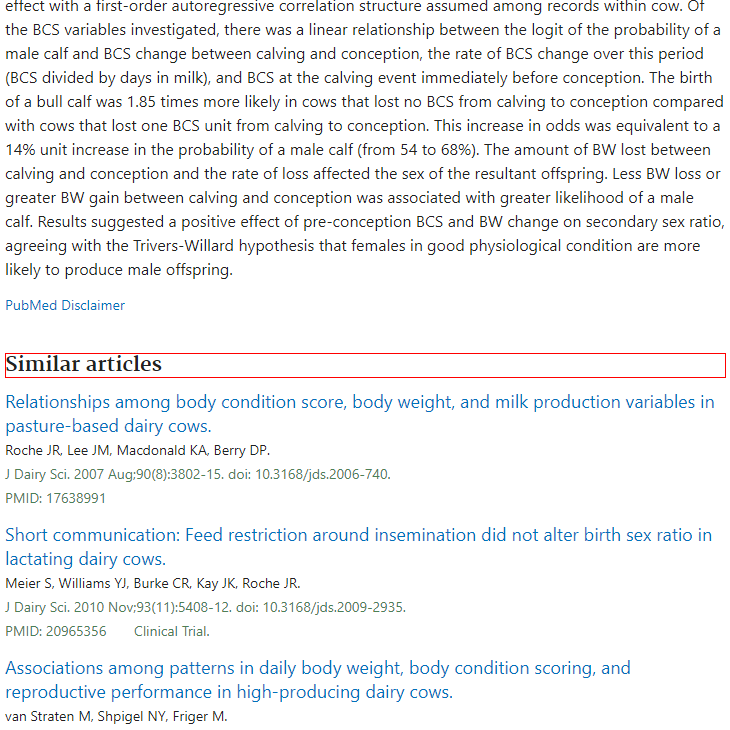 effect with a first-order autoregressive correlation structure assumed among records within cow. Of
the BCS variables investigated, there was a linear relationship between the logit of the probability of a
male calf and BCS change between calving and conception, the rate of BCS change over this period
(BCS divided by days in milk), and BCS at the calving event immediately before conception. The birth
of a bull calf was 1.85 times more likely in cows that lost no BCS from calving to conception compared
with cows that lost one BCS unit from calving to conception. This increase in odds was equivalent to a
14% unit increase in the probability of a male calf (from 54 to 68%). The amount of BW lost between
calving and conception and the rate of loss affected the sex of the resultant offspring. Less BW loss or
greater BW gain between calving and conception was associated with greater likelihood of a male
calf. Results suggested a positive effect of pre-conception BCS and BW change on secondary sex ratio,
agreeing with the Trivers-Willard hypothesis that females in good physiological condition are more
likely to produce male offspring.
PubMed Disclaimer
Similar articles
Relationships among body condition score, body weight, and milk production variables in
pasture-based dairy cows.
Roche JR, Lee JM, Macdonald KA, Berry DP.
J Dairy Sci. 2007 Aug;90(8):3802-15. doi: 10.3168/jds.2006-740.
PMID: 17638991
Short communication: Feed restriction around insemination did not alter birth sex ratio in
lactating dairy cows.
Meier S, Williams YJ, Burke CR, Kay JK, Roche JR.
J Dairy Sci. 2010 Nov;93(11):5408-12. doi: 10.3168/jds.2009-2935.
PMID: 20965356 Clinical Trial.
Associations among patterns in daily body weight, body condition scoring, and
reproductive performance in high-producing dairy cows.
van Straten M, Shpigel NY, Friger M.